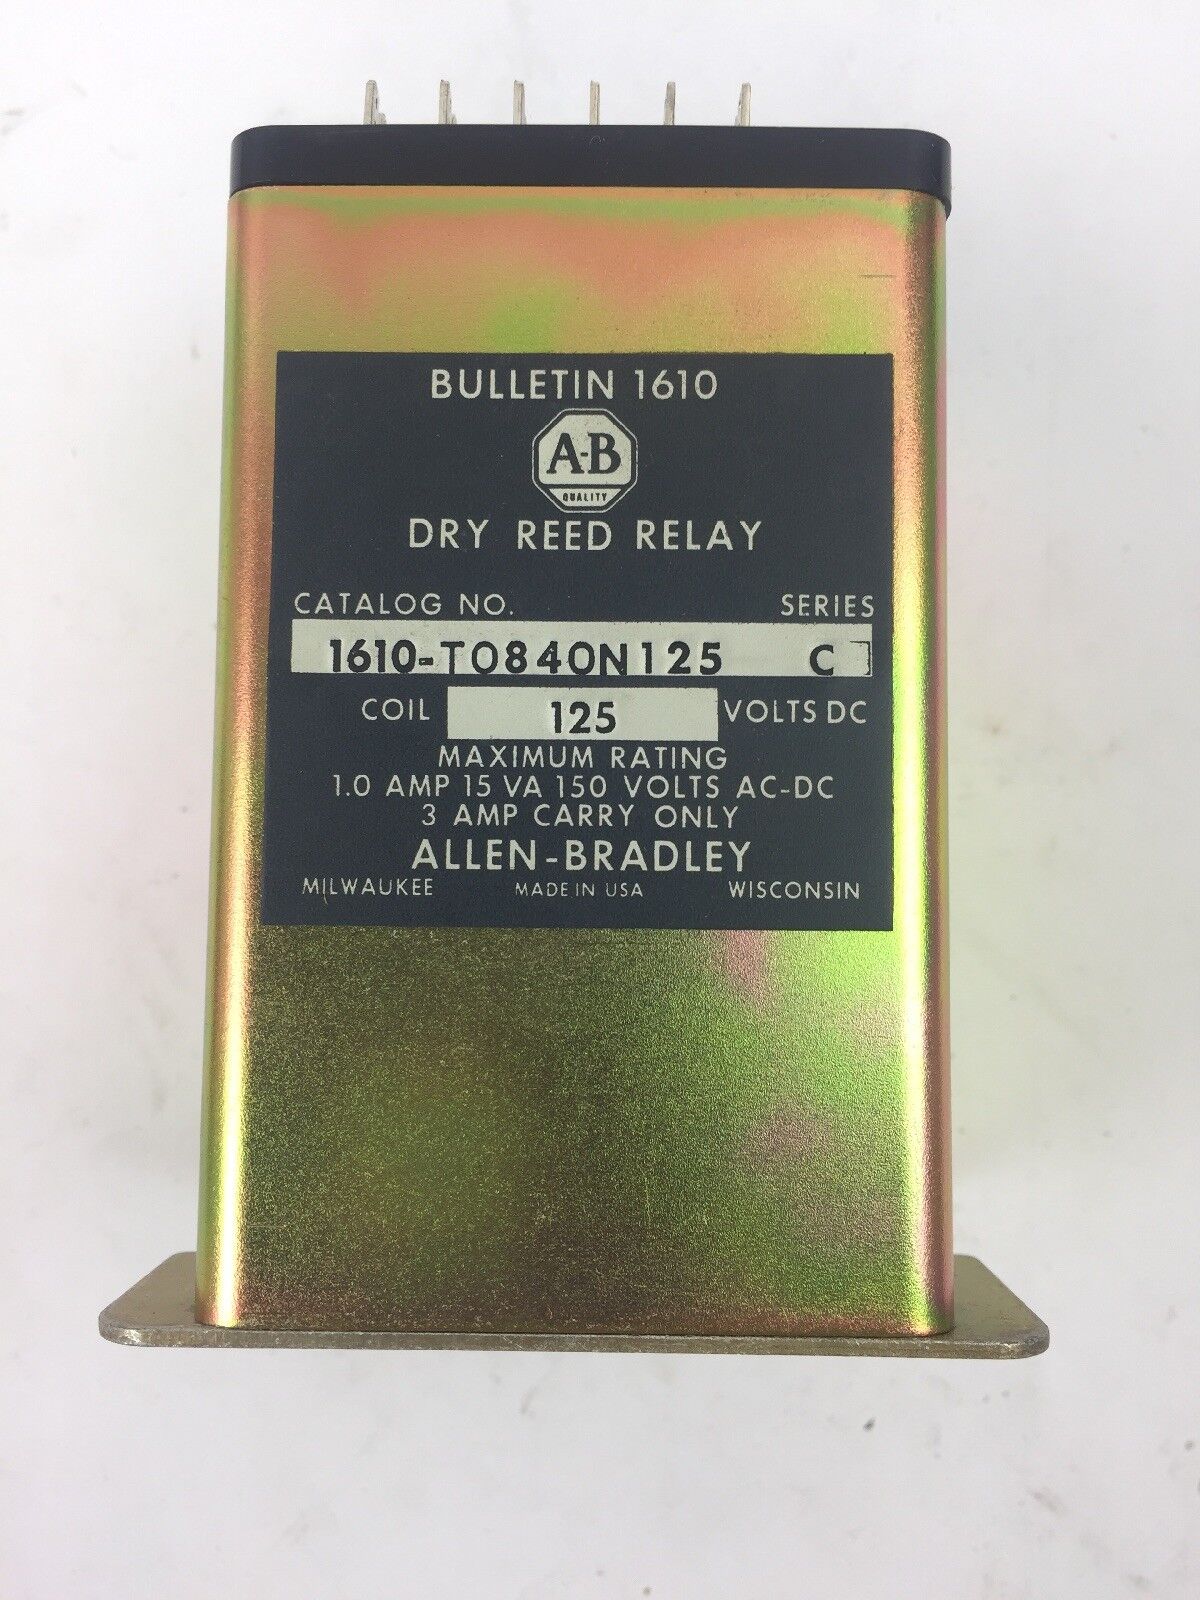 BULLETIN 1610
A-B
QUALITY
DRY REED RELAY
CATALOG NO. SERIES
1610-T0840N125 C
COIL 125 VOLTS DC
MAXIMUM RATING
1.0 AMP 15 VA 150 VOLTS AC-DC
3 AMP CARRY ONLY
ALLEN-BRADLEY
MILWAUKEE MADE IN USA WISCONSIN